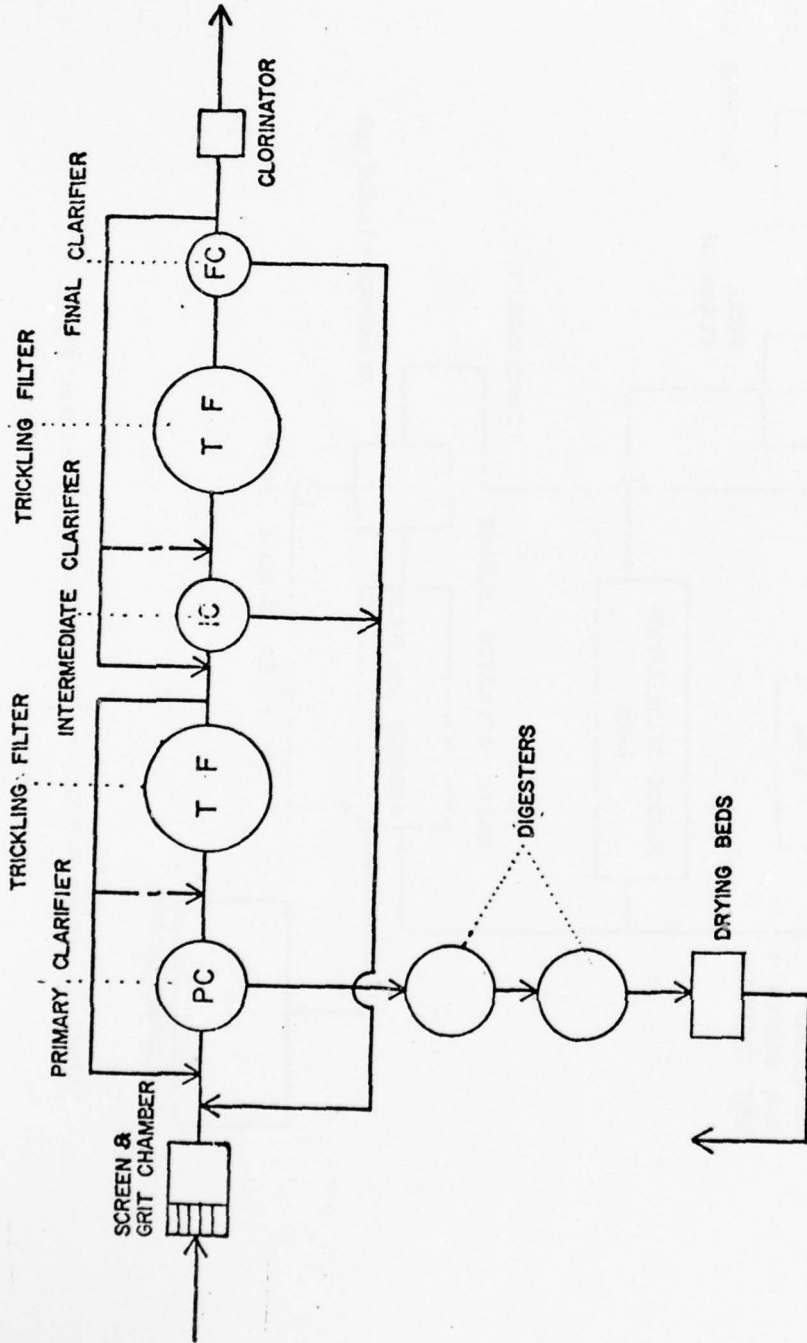 SCREEN &
GRIT CHAMBER
PRIMARY CLARIFIER
TRICKLING FILTER
INTERMEDIATE CLARIFIER
TRICKLING FILTER
FINAL CLARIFIER
CLORINATOR
PC
T F
IC
T F
FC
DIGESTERS
DRYING BEDS